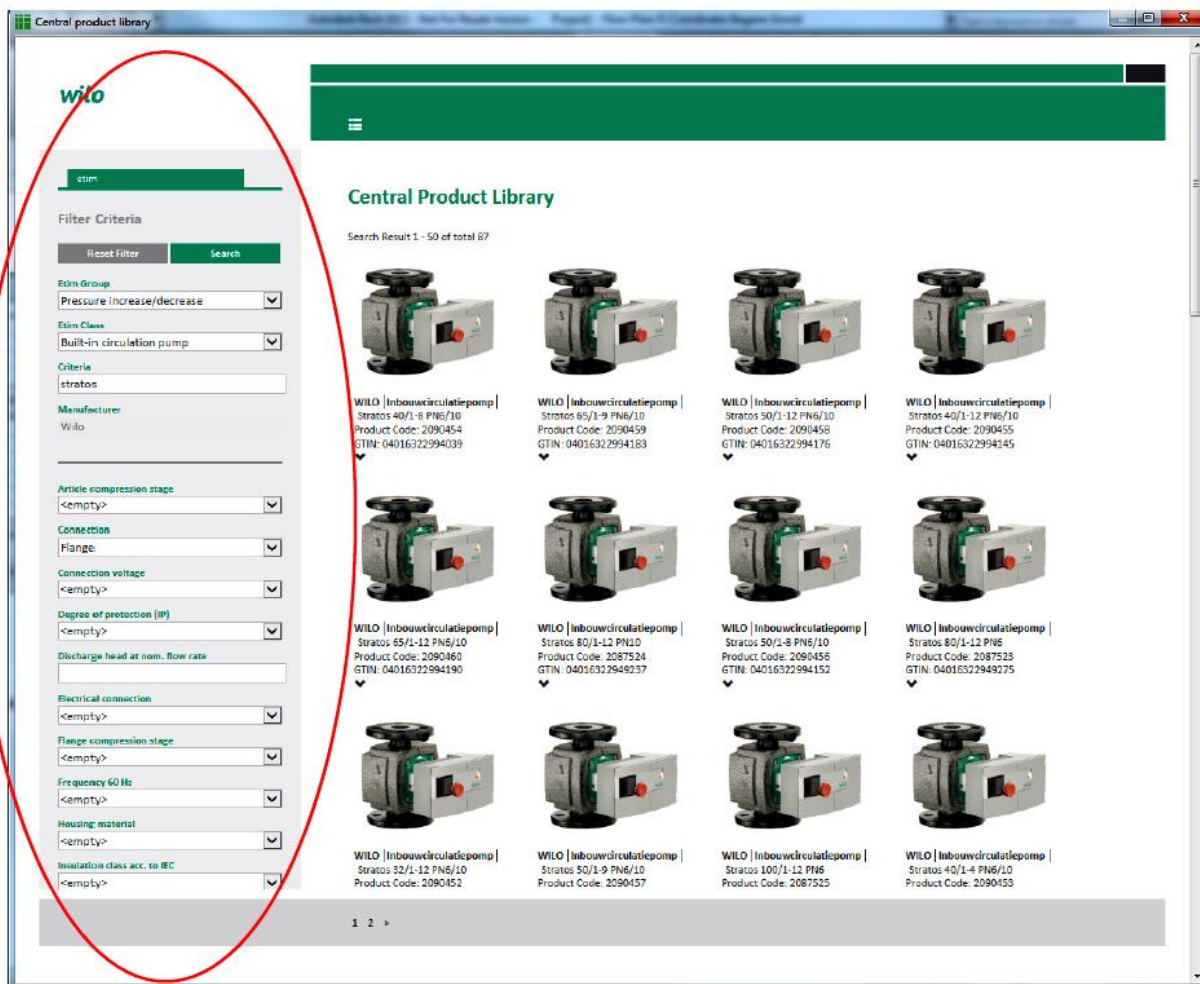 Central product library
wilo
etim
Filter Criteria
Reset Filter
Search
Etim Group
Pressure increase/decrease
Etim Class
Built-in circulation pump
Criteria
stratos
Manufacturer
Wilo
Article compression stage
<empty>
Connection
Flange
Connection voltage
<empty>
Degree of protection (IP)
<empty>
Discharge head at nom. flow rate
Electrical connection
<empty>
Flange compression stage
<empty>
Frequency 60 Hz
<empty>
Housing material
<empty>
Insulation class acc. to IEC
<empty>
Central Product Library
Search Result 1 - 50 of total 87
WILO | Inbouwcirculatiepomp |
Stratos 40/1-8 PN6/10
Product Code: 2090454
GTIN: 04016322994039
WILO | Inbouwcirculatiepomp |
Stratos 65/1-9 PN6/10
Product Code: 2090459
GTIN: 04016322994183
WILO | Inbouwcirculatiepomp |
Stratos 50/1-12 PN6/10
Product Code: 2090458
GTIN: 04016322994176
WILO | Inbouwcirculatiepomp |
Stratos 40/1-12 PN6/10
Product Code: 2090455
GTIN: 04016322994145
WILO | Inbouwcirculatiepomp |
Stratos 65/1-12 PN6/10
Product Code: 2090460
GTIN: 04016322994190
WILO | Inbouwcirculatiepomp |
Stratos 80/1-12 PN10
Product Code: 2087524
GTIN: 04016322949237
WILO | Inbouwcirculatiepomp |
Stratos 50/1-8 PN6/10
Product Code: 2090456
GTIN: 04016322994152
WILO | Inbouwcirculatiepomp |
Stratos 80/1-12 PN6
Product Code: 2087523
GTIN: 04016322949275
WILO | Inbouwcirculatiepomp |
Stratos 32/1-12 PN6/10
Product Code: 2090452
WILO | Inbouwcirculatiepomp |
Stratos 50/1-9 PN6/10
Product Code: 2090457
WILO | Inbouwcirculatiepomp |
Stratos 100/1-12 PN6
Product Code: 2087525
WILO | Inbouwcirculatiepomp |
Stratos 40/1-4 PN6/10
Product Code: 2090453
1 2 »